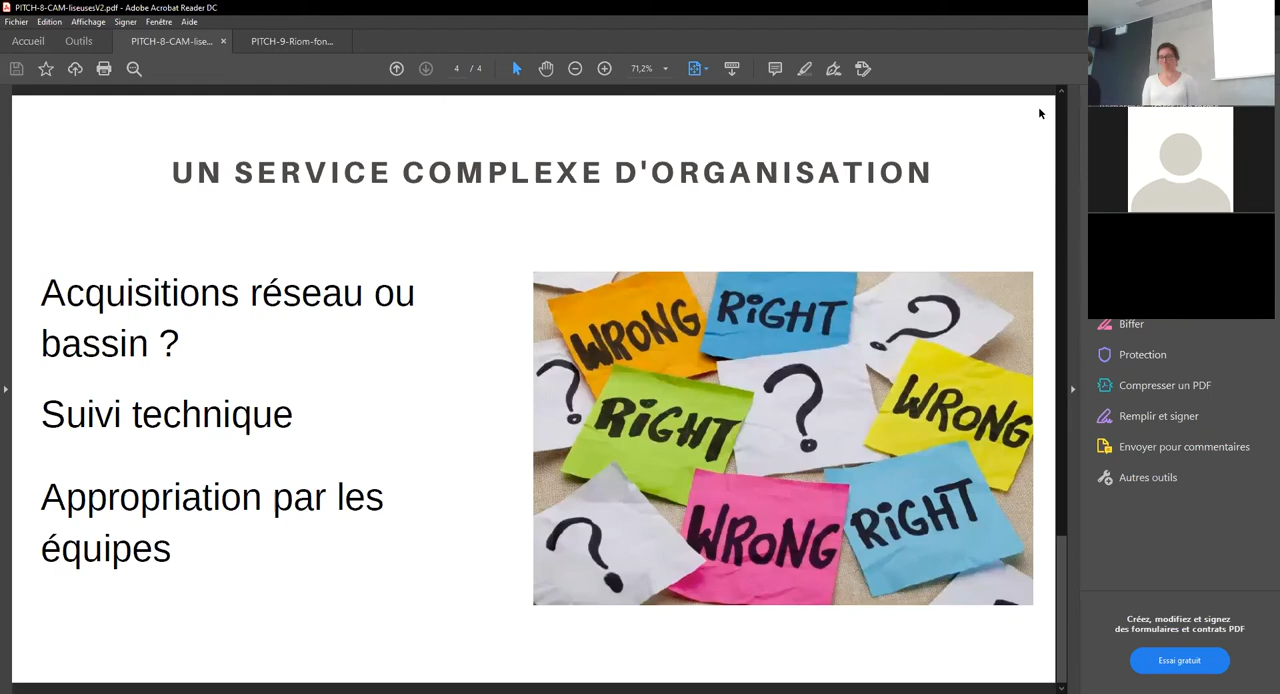 PITCH-8-CAM-liseusesV2.pdf - Adobe Acrobat Reader DC
Fichier Edition Affichage Signer Fenêtre Aide
Accueil Outils PITCH-8-CAM-lise... × PITCH-9-Riom-fon...
4 / 4 71,2%
UN SERVICE COMPLEXE D'ORGANISATION
Acquisitions réseau ou
bassin ?
Suivi technique
Appropriation par les
équipes
WRONG
RiGHT
?
?
RiGHT
?
WRONG
?
WRONG
RiGHT
Biffer
Protection
Compresser un PDF
Remplir et signer
Envoyer pour commentaires
Autres outils
Créez, modifiez et signez
des formulaires et contrats PDF
Essai gratuit